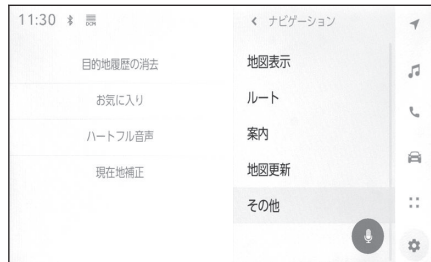 11:30
目的地履歴の消去
お気に入り
ハートフル音声
現在地補正
ナビゲーション
地図表示
ルート
案内
地図更新
その他